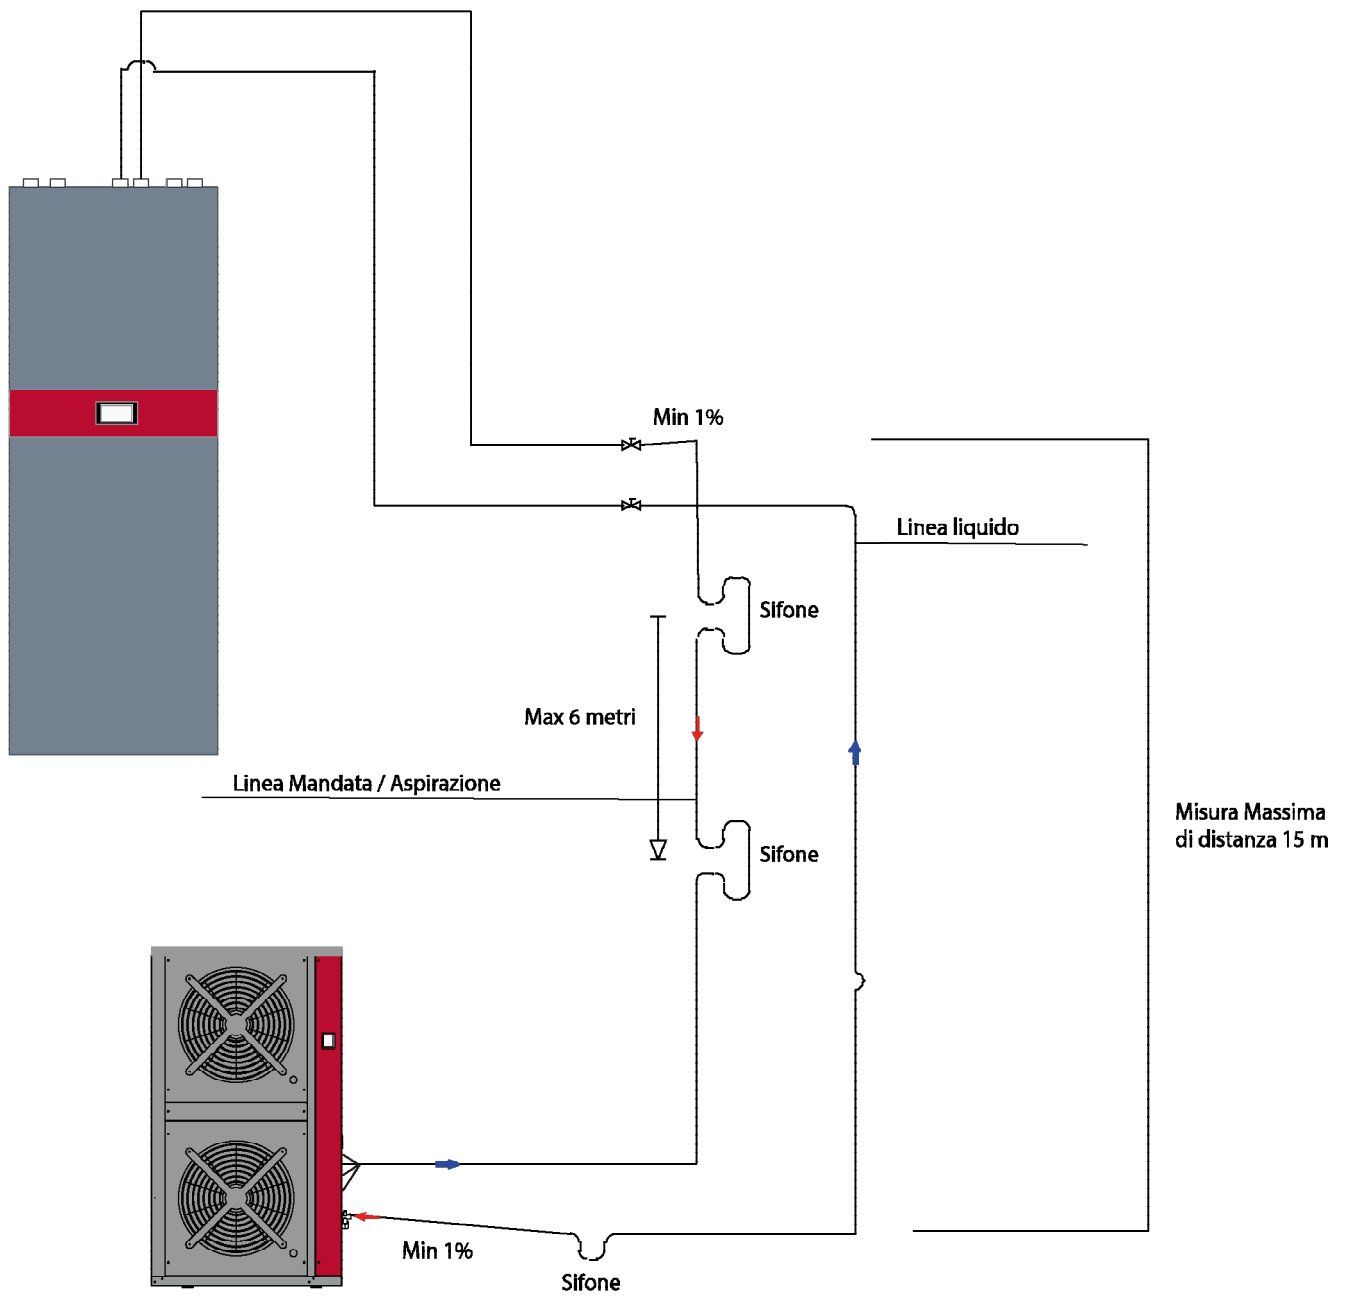 Min 1%
Linea liquido
Sifone
Max 6 metri
Linea Mandata / Aspirazione
Misura Massima
di distanza 15 m
Sifone
Min 1%
Sifone